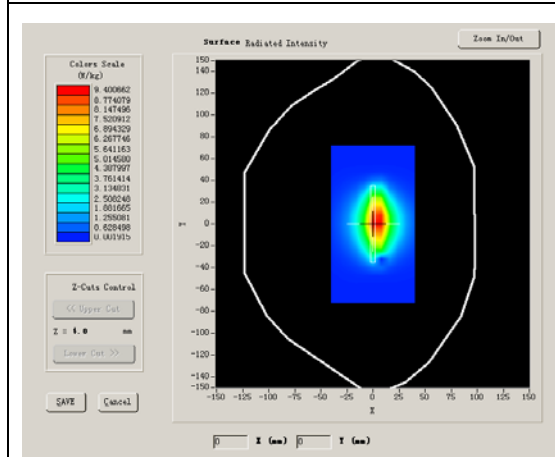 Surface Radiated Intensity
Zoom In/Out
Colors Scale
(W/kg)
9.400662
8.774079
8.147496
7.520912
6.894329
6.267746
5.641163
5.014580
4.387997
3.761414
3.134831
2.508248
1.881665
1.255081
0.628498
0.001915
Z-Cuts Control
<< Upper Cut
Z = 4.0 mm
Lower Cut >>
SAVE
Cancel
150
140
120
100
80
60
40
20
0
-20
-40
-60
-80
-100
-120
-140
-150
Y
-150 -125 -100 -75 -50 -25 0 25 50 75 100 125 150
X
0 X (mm) 0 Y (mm)